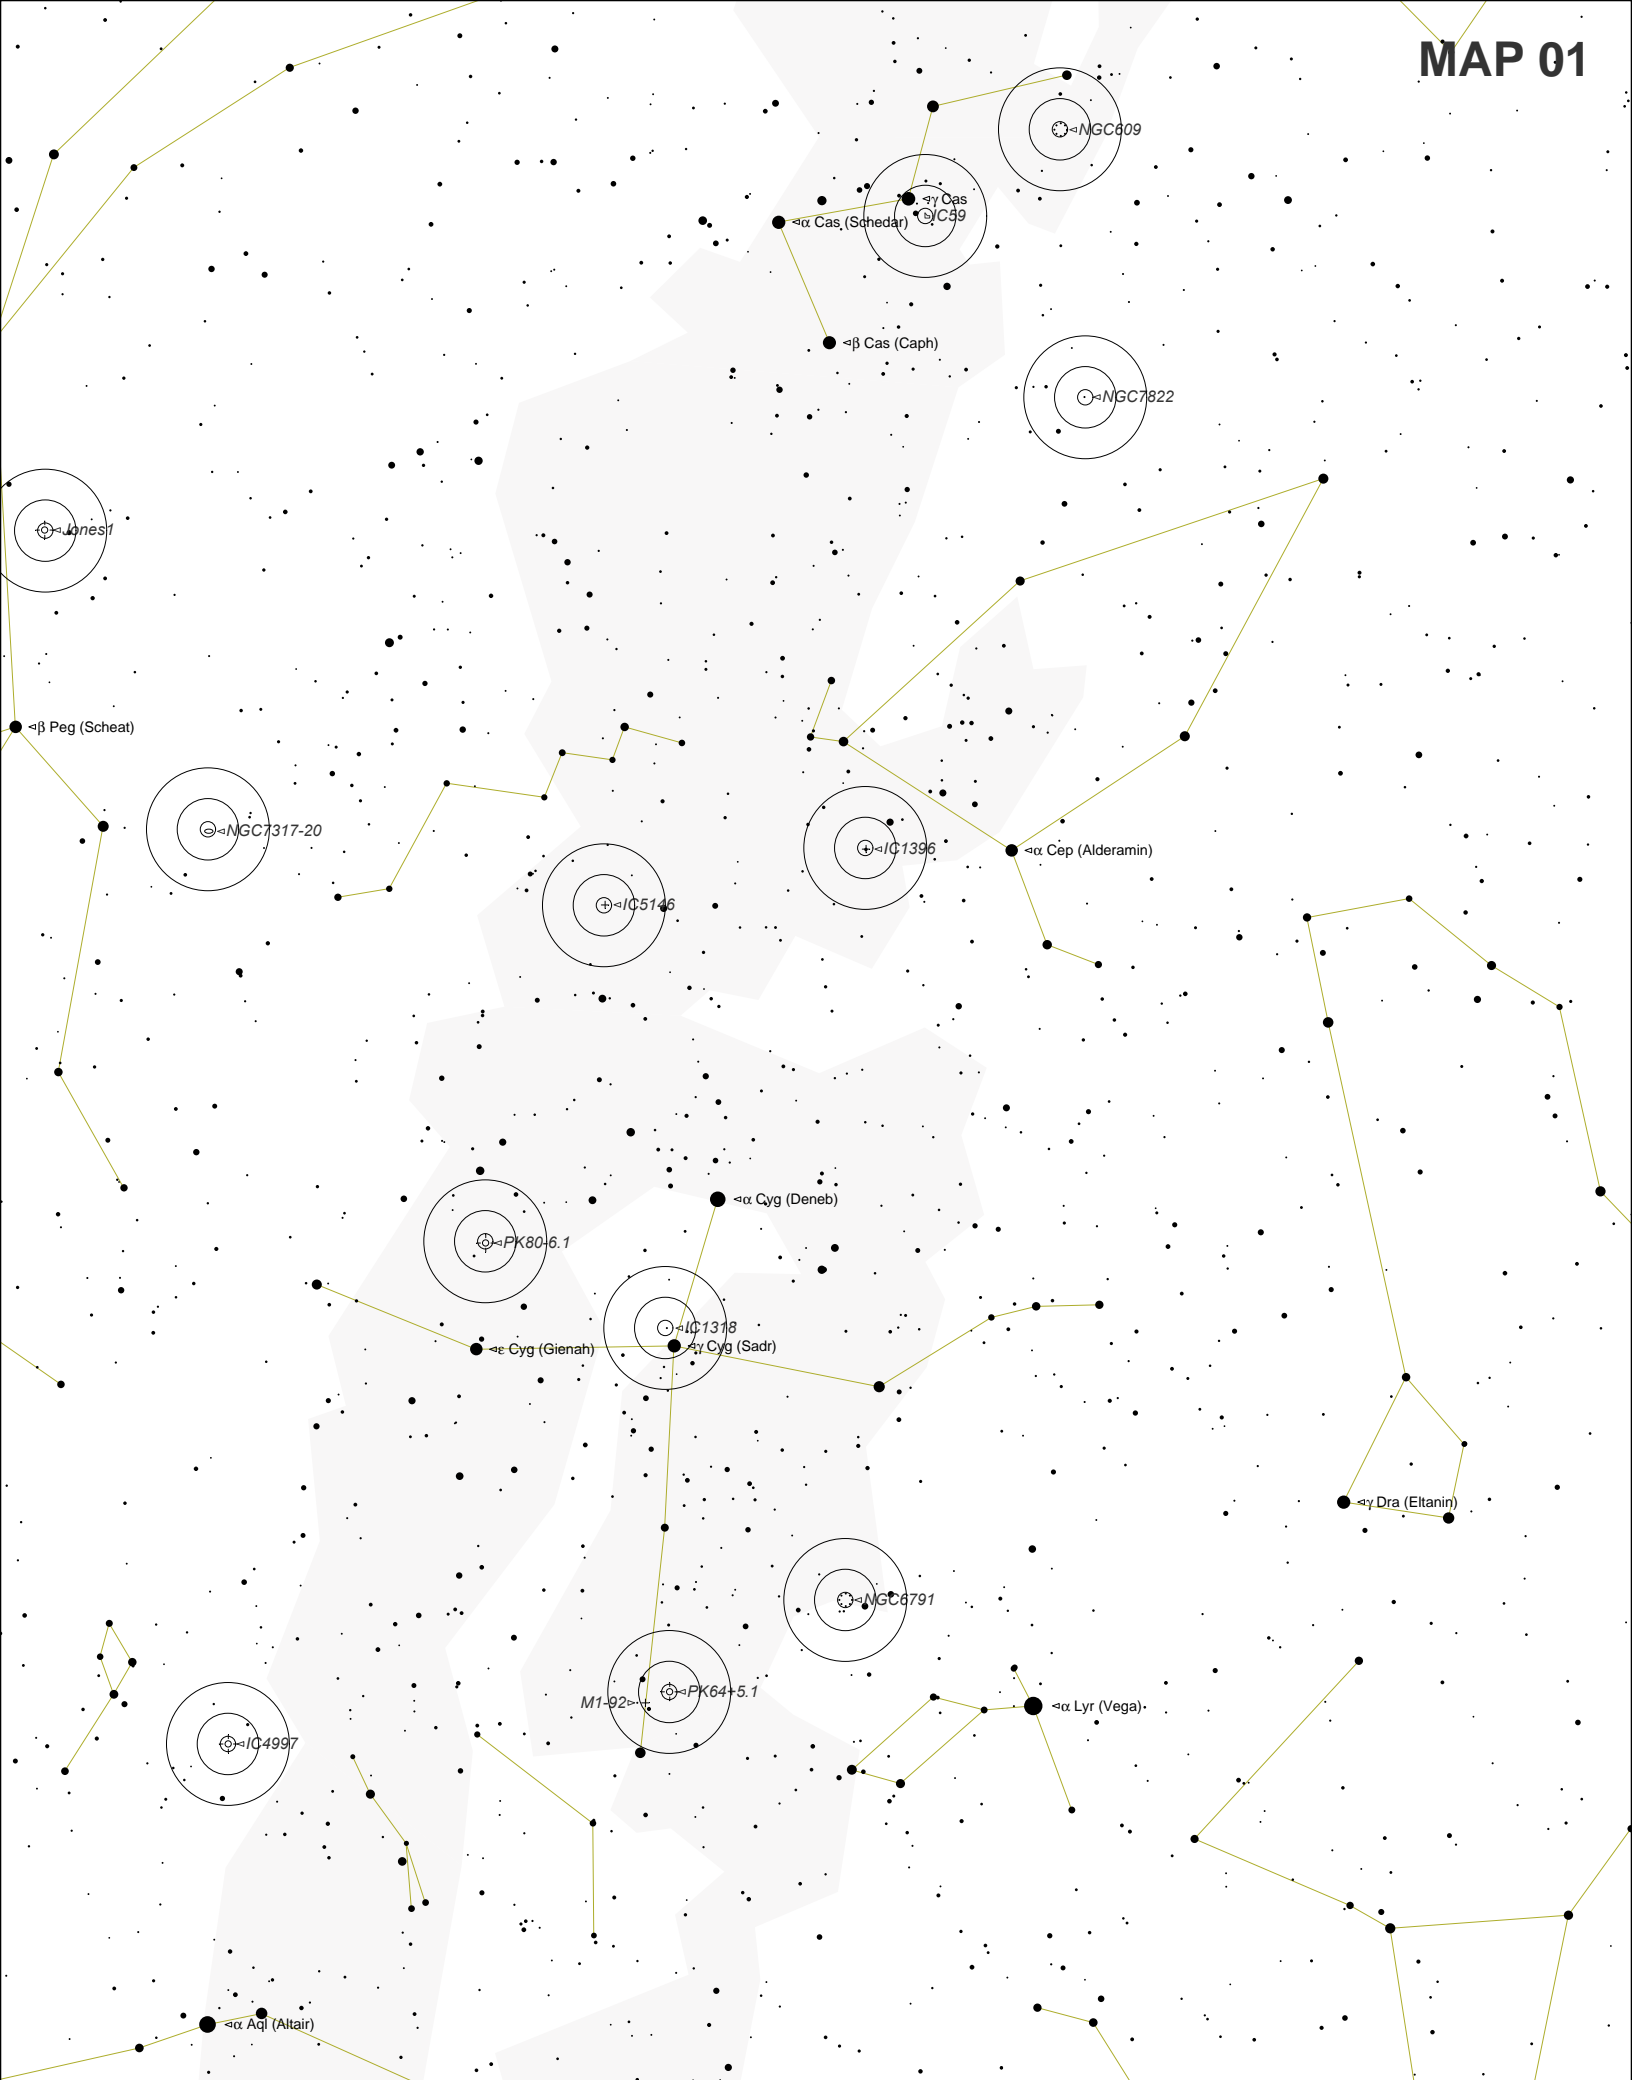 MAP 01
NGC609
γ Cas
IC59
α Cas (Schedar)
β Cas (Caph)
NGC7822
Jones1
β Peg (Scheat)
NGC7317-20
IC1396
α Cep (Alderamin)
IC5146
α Cyg (Deneb)
PK80-6.1
IC1318
ε Cyg (Gienah)
γ Cyg (Sadr)
γ Dra (Eltanin)
NGC6791
PK64+5.1
M1-92
α Lyr (Vega)
IC4997
α Aql (Altair)